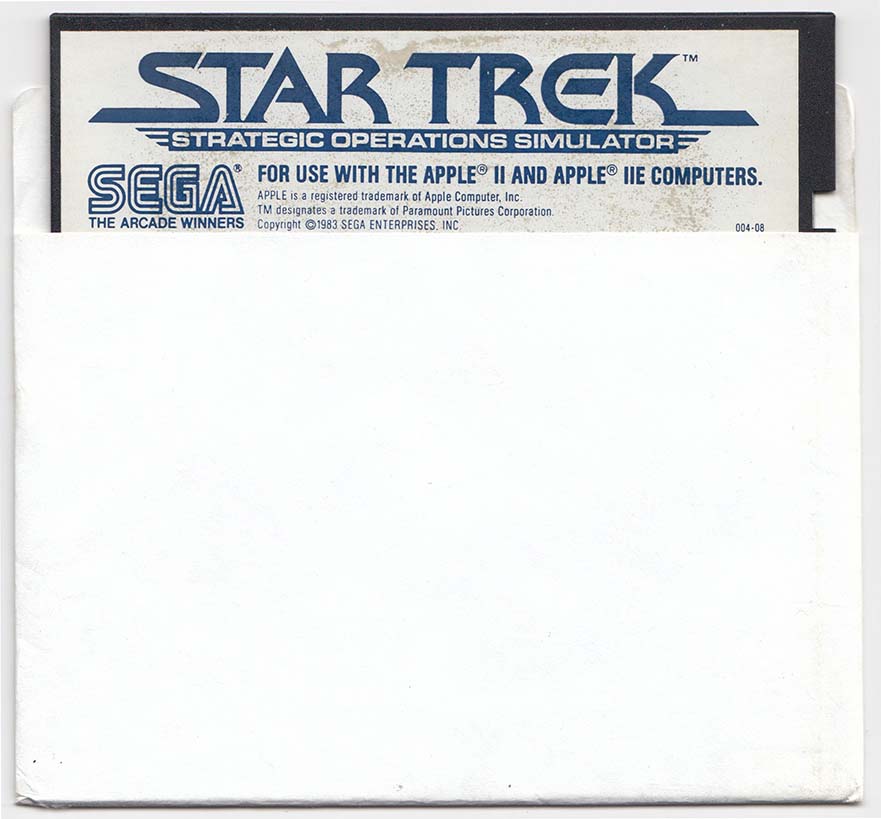 STAR TREK™
STRATEGIC OPERATIONS SIMULATOR
SEGA®
THE ARCADE WINNERS
FOR USE WITH THE APPLE® II AND APPLE® IIE COMPUTERS.
APPLE is a registered trademark of Apple Computer, Inc.
TM designates a trademark of Paramount Pictures Corporation.
Copyright ©1983 SEGA ENTERPRISES, INC.
004-08